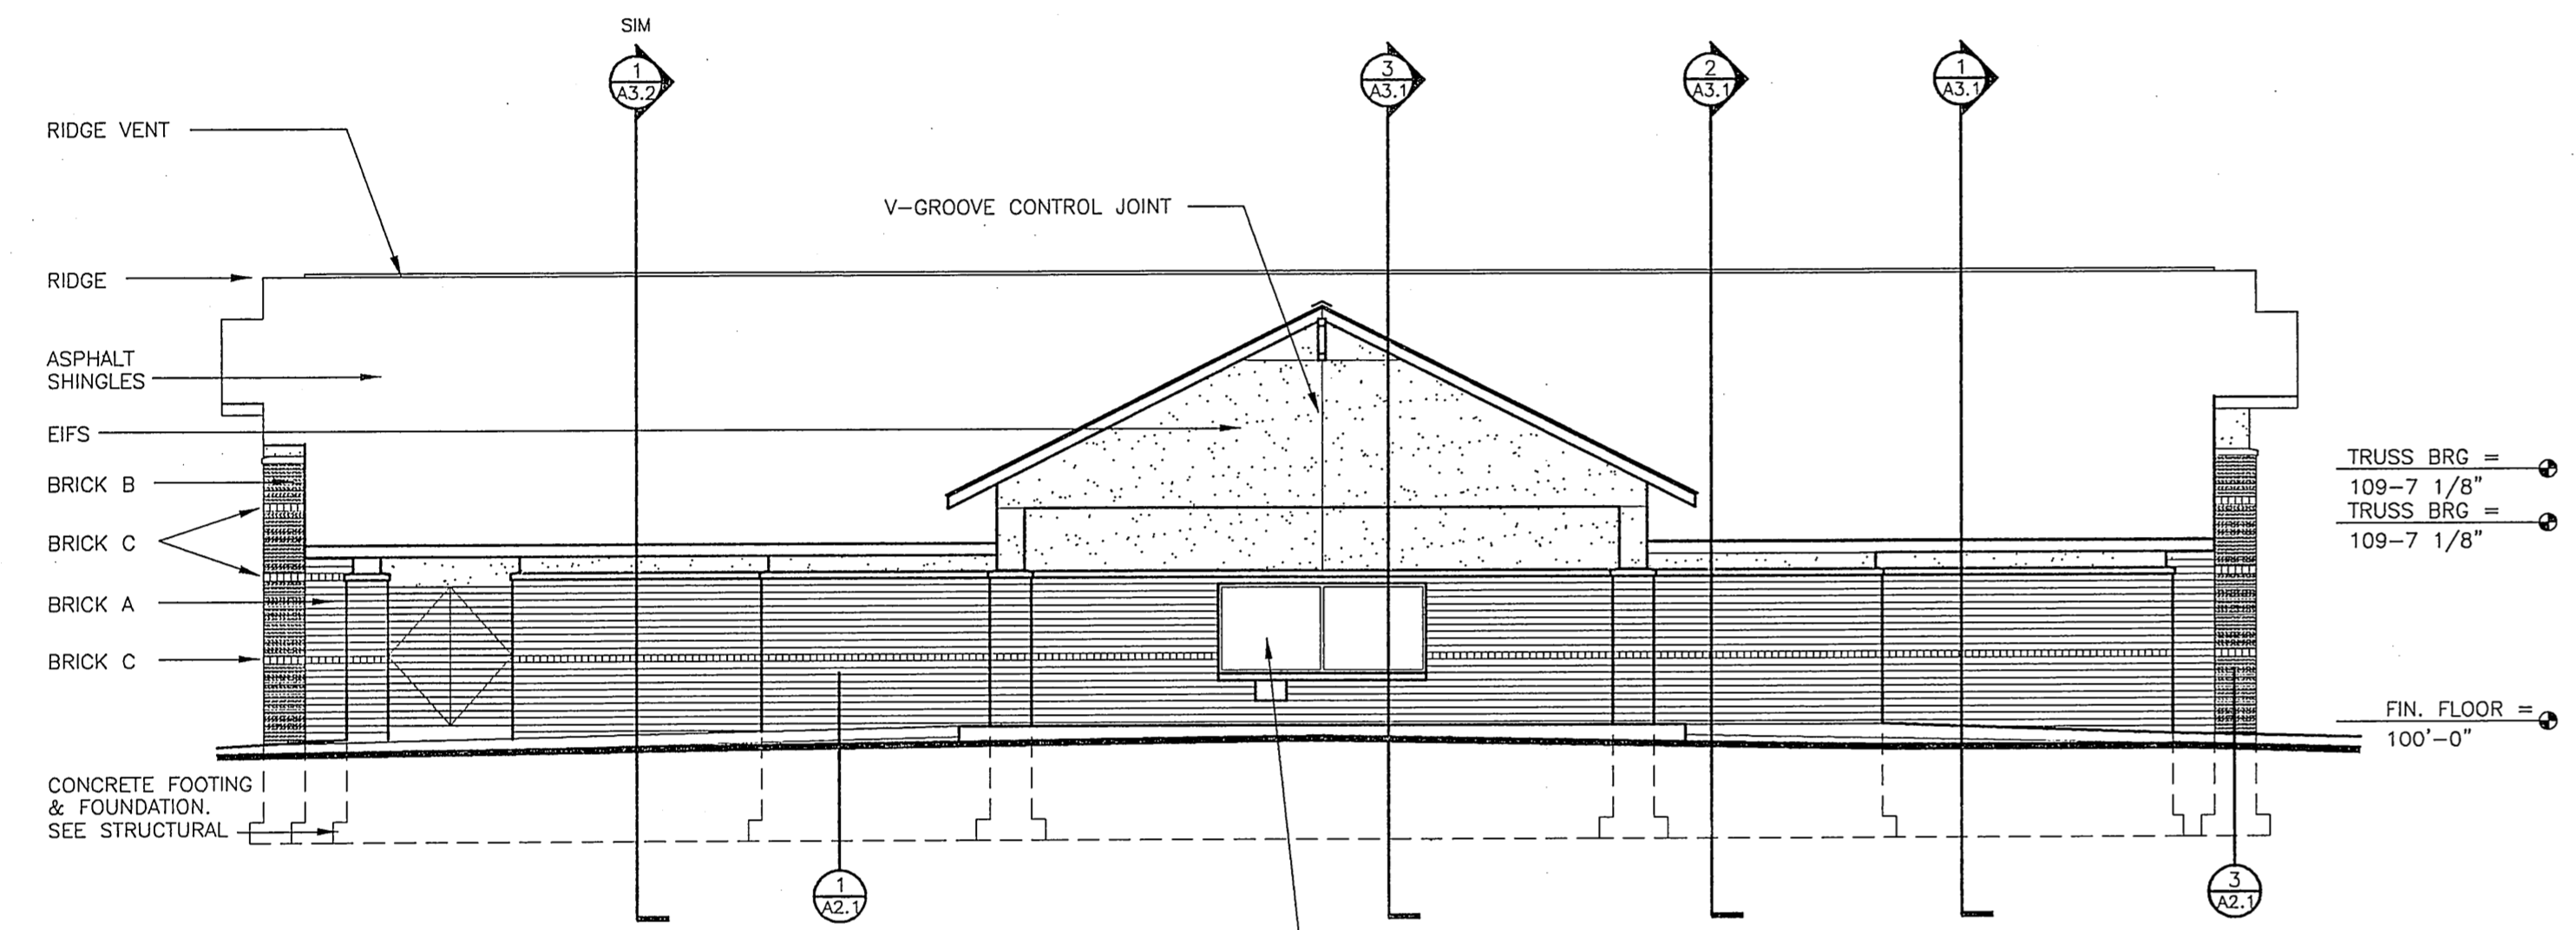 SIM
1
A3.2
3
A3.1
2
A3.1
1
A3.1
RIDGE VENT
V-GROOVE CONTROL JOINT
RIDGE
ASPHALT
SHINGLES
EIFS
BRICK B
BRICK C
BRICK A
BRICK C
TRUSS BRG =
109-7 1/8"
TRUSS BRG =
109-7 1/8"
FIN. FLOOR =
100'-0"
CONCRETE FOOTING
& FOUNDATION.
SEE STRUCTURAL
1
A2.1
3
A2.1